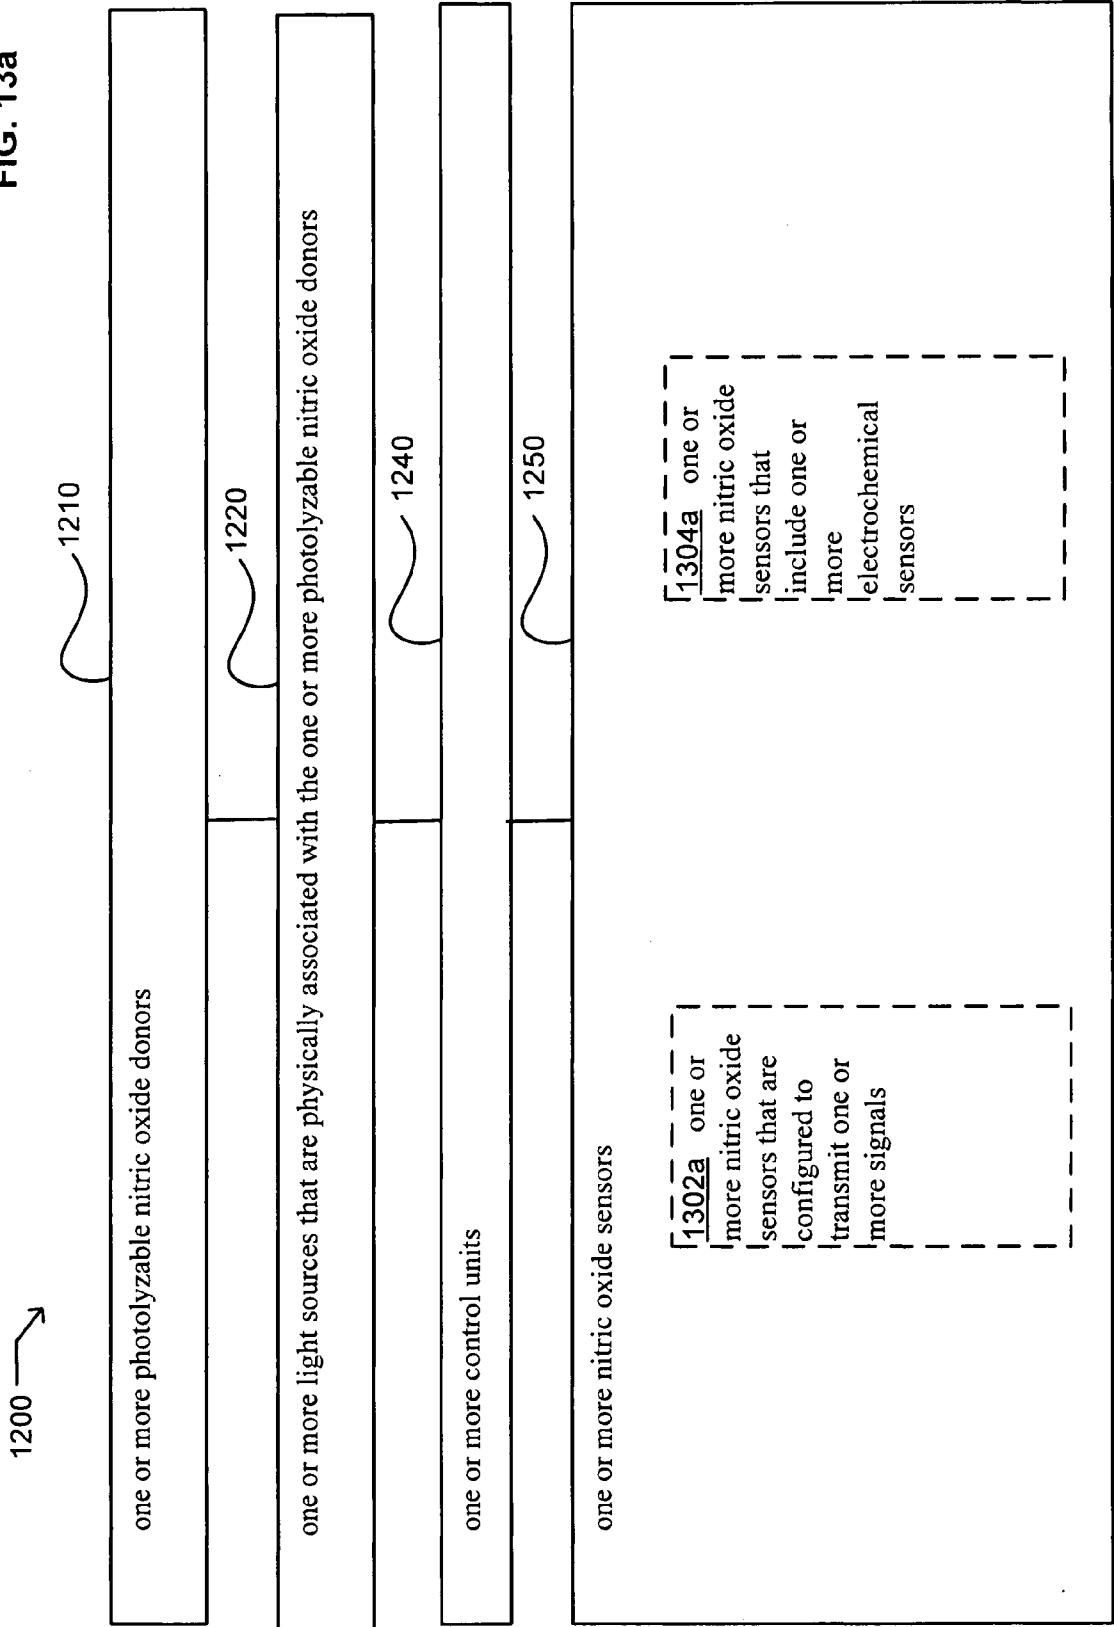 FIG. 13a
1200
1210
one or more photolyzable nitric oxide donors
1220
one or more light sources that are physically associated with the one or more photolyzable nitric oxide donors
1240
one or more control units
1250
one or more nitric oxide sensors
1302a one or
more nitric oxide
sensors that are
configured to
transmit one or
more signals
1304a one or
more nitric oxide
sensors that
include one or
more
electrochemical
sensors